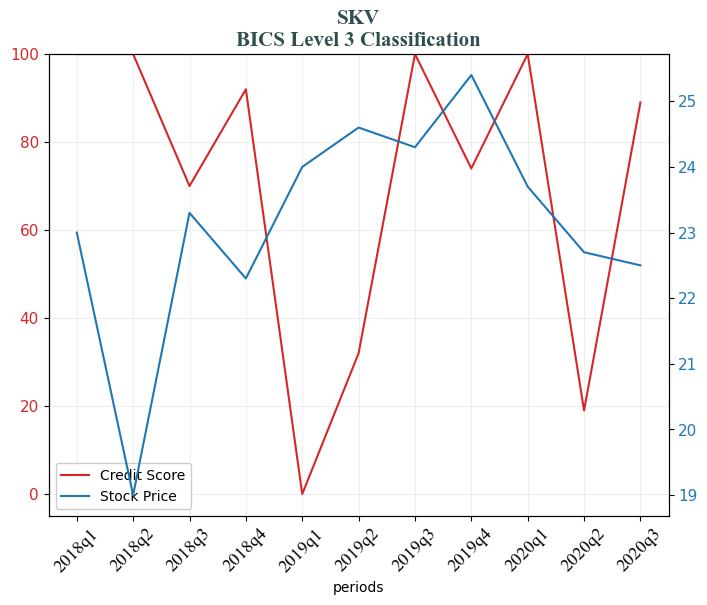 SKV
BICS Level 3 Classification
100
80
60
40
20
0
25
24
23
22
21
20
19
Credit Score
Stock Price
2018q1
2018q2
2018q3
2018q4
2019q1
2019q2
2019q3
2019q4
2020q1
2020q2
2020q3
periods